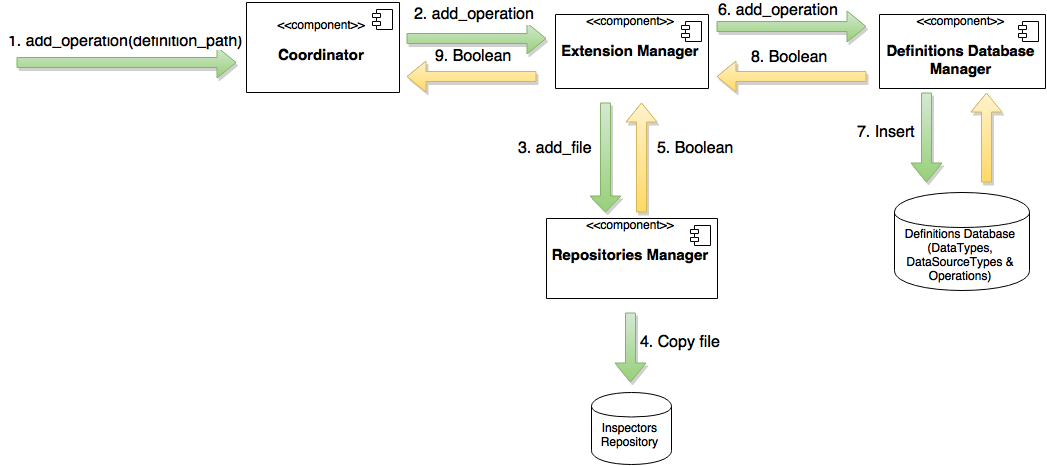 1. add_operation(definition_path)
<<component>>
Coordinator
2. add_operation
9. Boolean
<<component>>
Extension Manager
6. add_operation
8. Boolean
<<component>>
Definitions Database
Manager
3. add_file
5. Boolean
7. Insert
<<component>>
Repositories Manager
Definitions Database
(DataTypes,
DataSourceTypes &
Operations)
4. Copy file
Inspectors
Repository